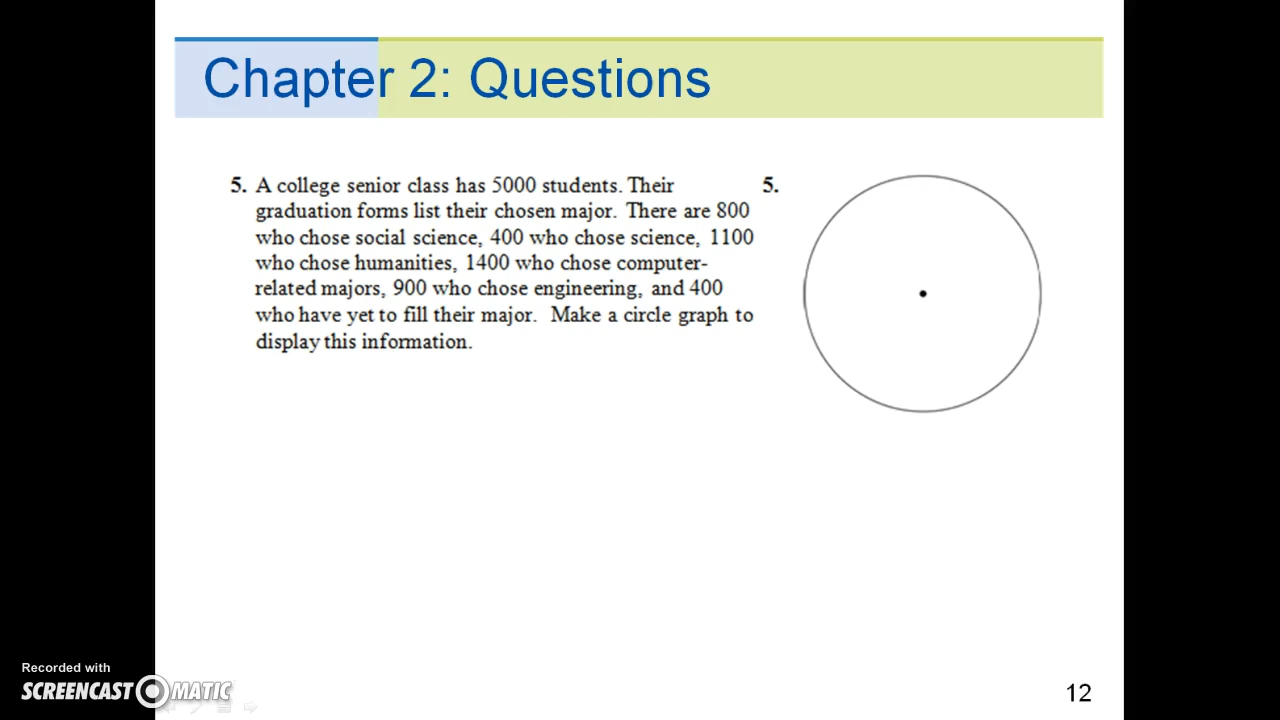 Chapter 2: Questions
5. A college senior class has 5000 students. Their
graduation forms list their chosen major. There are 800
who chose social science, 400 who chose science, 1100
who chose humanities, 1400 who chose computer-
related majors, 900 who chose engineering, and 400
who have yet to fill their major. Make a circle graph to
display this information.
5.
Recorded with
SCREENCAST MATIC
12